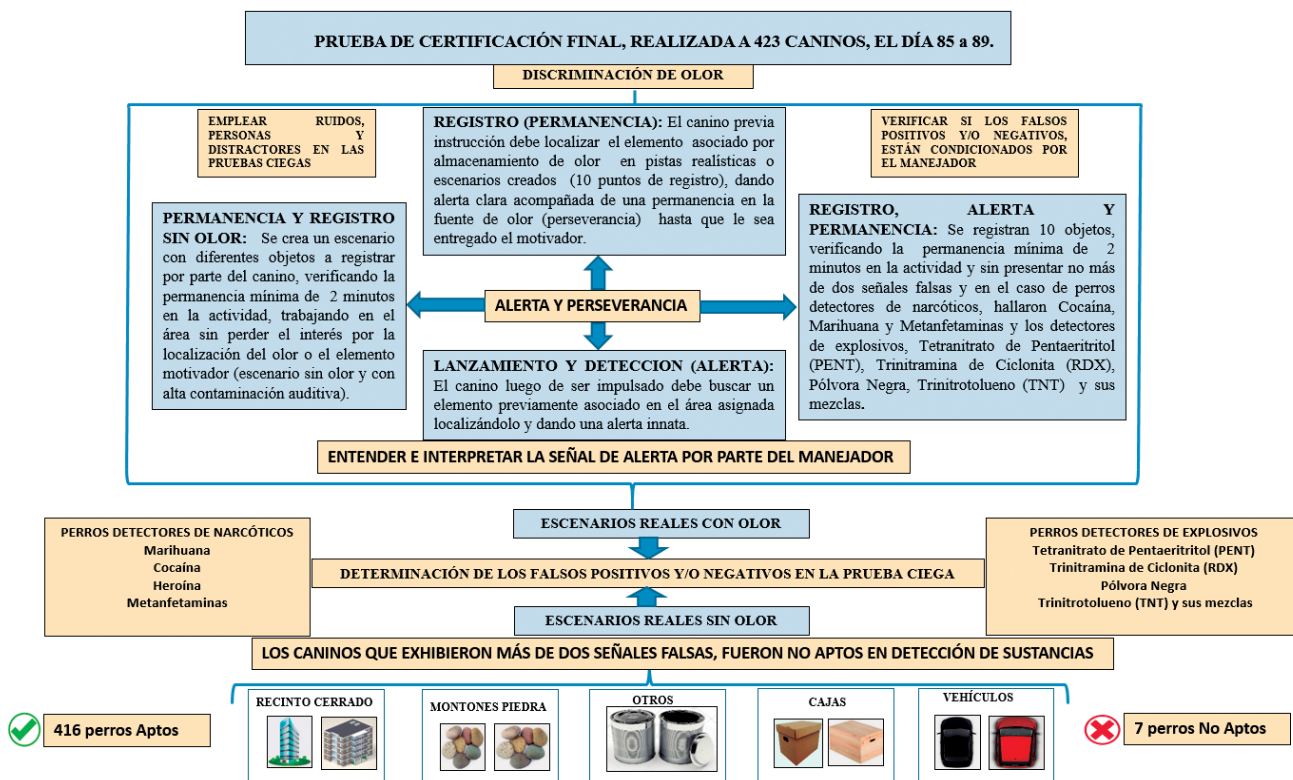 PRUEBA DE CERTIFICACIÓN FINAL, REALIZADA A 423 CANINOS, EL DÍA 85 a 89.
DISCRIMINACIÓN DE OLOR
EMPLEAR RUIDOS,
PERSONAS Y
DISTRACTORES EN LAS
PRUEBAS CIEGAS
REGISTRO (PERMANENCIA): El canino previa
instrucción debe localizar el elemento asociado por
almacenamiento de olor en pistas realísticas o
escenarios creados (10 puntos de registro), dando
alerta clara acompañada de una permanencia en la
fuente de olor (perseverancia) hasta que le sea
entregado el motivador.
VERIFICAR SI LOS FALSOS
POSITIVOS Y/O NEGATIVOS,
ESTÁN CONDICIONADOS POR
EL MANEJADOR
PERMANENCIA Y REGISTRO
SIN OLOR: Se crea un escenario
con diferentes objetos a registrar
por parte del canino, verificando la
permanencia mínima de 2 minutos
en la actividad, trabajando en el
área sin perder el interés por la
localización del olor o el elemento
motivador (escenario sin olor y con
alta contaminación auditiva).
ALERTA Y PERSEVERANCIA
REGISTRO, ALERTA Y
PERMANENCIA: Se registran 10 objetos,
verificando la permanencia mínima de 2
minutos en la actividad y sin presentar no más
de dos señales falsas y en el caso de perros
detectores de narcóticos, hallaron Cocaína,
Marihuana y Metanfetaminas y los detectores
de explosivos, Tetranitrato de Pentaeritritol
(PENT), Trinitramina de Ciclonita (RDX),
Pólvora Negra, Trinitrotolueno (TNT) y sus
mezclas.
LANZAMIENTO Y DETECCION (ALERTA):
El canino luego de ser impulsado debe buscar un
elemento previamente asociado en el área asignada
localizándolo y dando una alerta innata.
ENTENDER E INTERPRETAR LA SEÑAL DE ALERTA POR PARTE DEL MANEJADOR
ESCENARIOS REALES CON OLOR
PERROS DETECTORES DE NARCÓTICOS
Marihuana
Cocaína
Heroína
Metanfetaminas
DETERMINACIÓN DE LOS FALSOS POSITIVOS Y/O NEGATIVOS EN LA PRUEBA CIEGA
PERROS DETECTORES DE EXPLOSIVOS
Tetranitrato de Pentaeritritol (PENT)
Trinitramina de Ciclonita (RDX)
Pólvora Negra
Trinitrotolueno (TNT) y sus mezclas
ESCENARIOS REALES SIN OLOR
LOS CANINOS QUE EXHIBIERON MÁS DE DOS SEÑALES FALSAS, FUERON NO APTOS EN DETECCIÓN DE SUSTANCIAS
RECINTO CERRADO
MONTONES PIEDRA
OTROS
CAJAS
VEHÍCULOS
416 perros Aptos
7 perros No Aptos